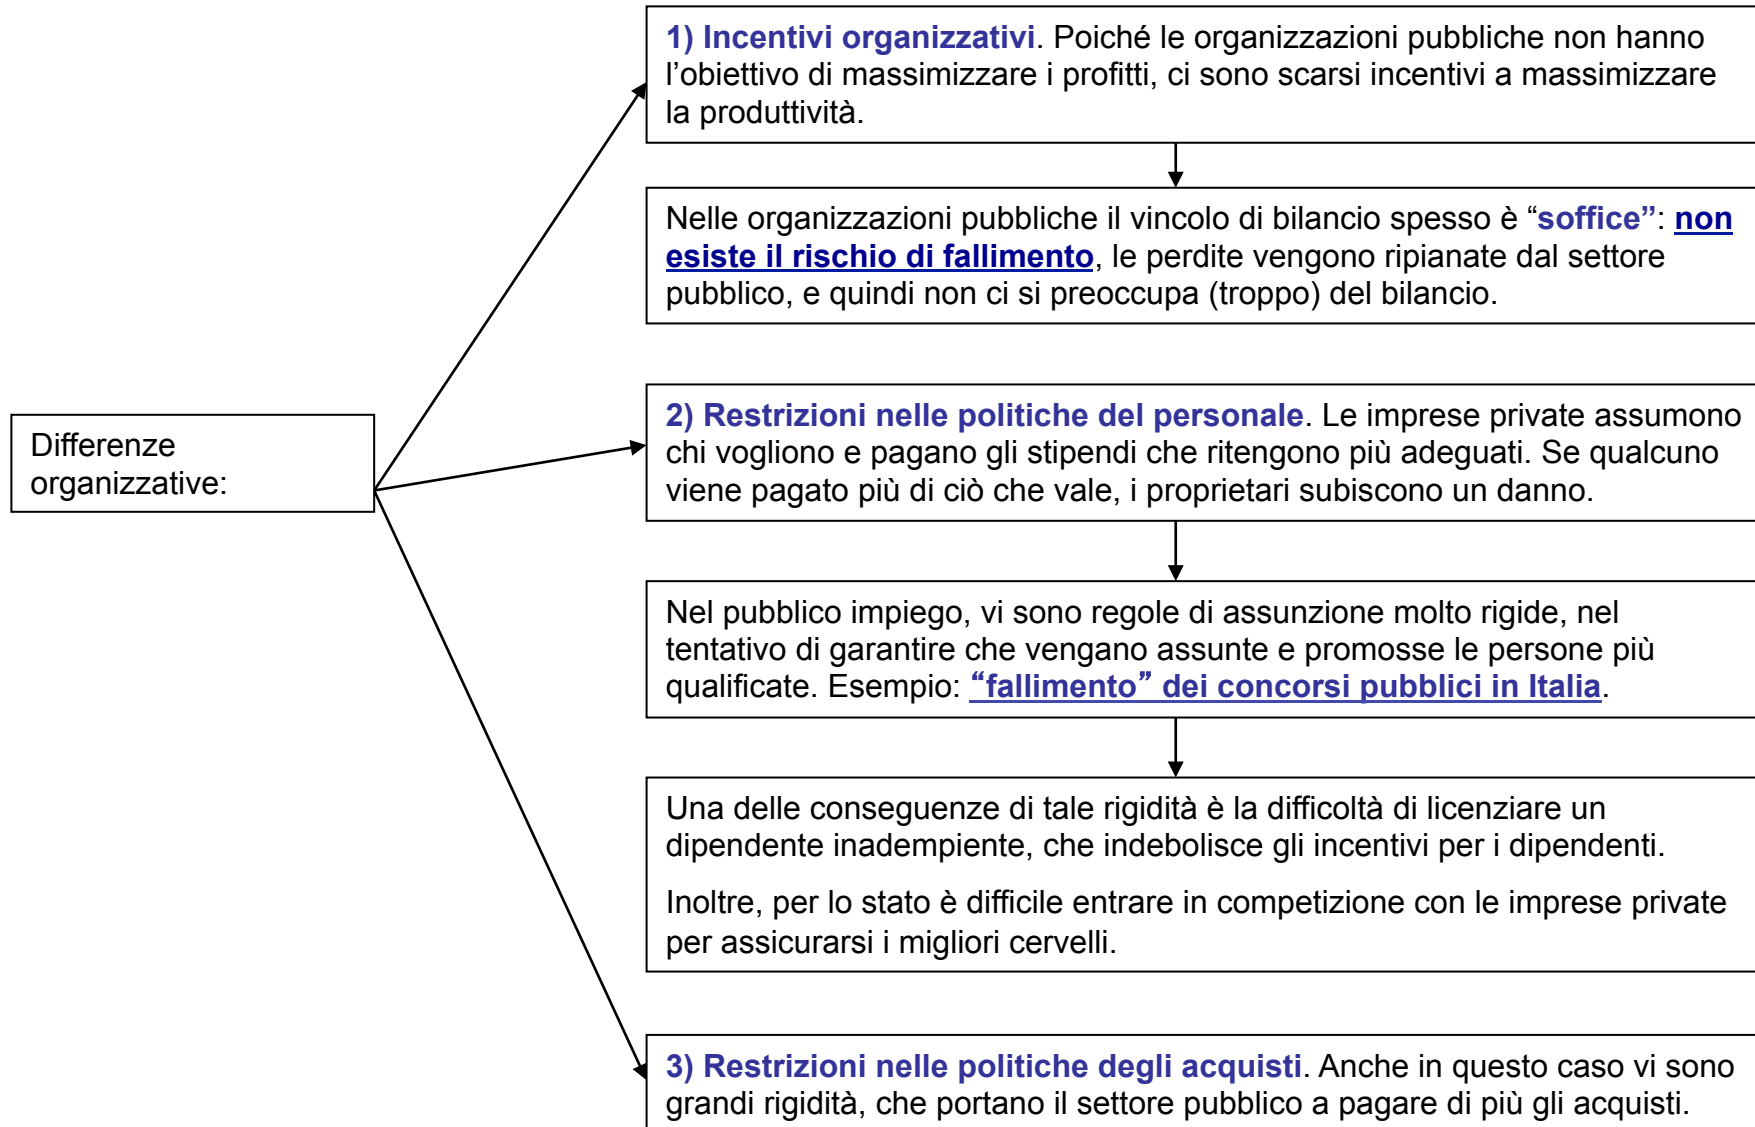 1) Incentivi organizzativi. Poiché le organizzazioni pubbliche non hanno
l’obiettivo di massimizzare i profitti, ci sono scarsi incentivi a massimizzare
la produttività.
Nelle organizzazioni pubbliche il vincolo di bilancio spesso è “soffice”: non
esiste il rischio di fallimento, le perdite vengono ripianate dal settore
pubblico, e quindi non ci si preoccupa (troppo) del bilancio.
Differenze
organizzative:
2) Restrizioni nelle politiche del personale. Le imprese private assumono
chi vogliono e pagano gli stipendi che ritengono più adeguati. Se qualcuno
viene pagato più di ciò che vale, i proprietari subiscono un danno.
Nel pubblico impiego, vi sono regole di assunzione molto rigide, nel
tentativo di garantire che vengano assunte e promosse le persone più
qualificate. Esempio: “fallimento” dei concorsi pubblici in Italia.
Una delle conseguenze di tale rigidità è la difficoltà di licenziare un
dipendente inadempiente, che indebolisce gli incentivi per i dipendenti.
Inoltre, per lo stato è difficile entrare in competizione con le imprese private
per assicurarsi i migliori cervelli.
3) Restrizioni nelle politiche degli acquisti. Anche in questo caso vi sono
grandi rigidità, che portano il settore pubblico a pagare di più gli acquisti.